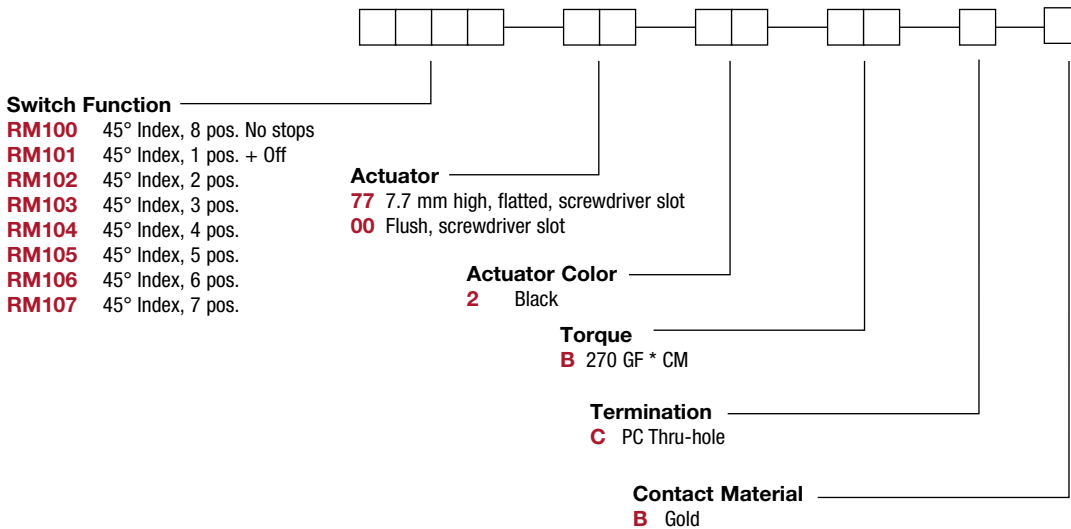 Switch Function
RM100 45° Index, 8 pos. No stops
RM101 45° Index, 1 pos. + Off
RM102 45° Index, 2 pos.
RM103 45° Index, 3 pos.
RM104 45° Index, 4 pos.
RM105 45° Index, 5 pos.
RM106 45° Index, 6 pos.
RM107 45° Index, 7 pos.
Actuator
77 7.7 mm high, flatted, screwdriver slot
00 Flush, screwdriver slot
Actuator Color
2 Black
Torque
B 270 GF * CM
Termination
C PC Thru-hole
Contact Material
B Gold